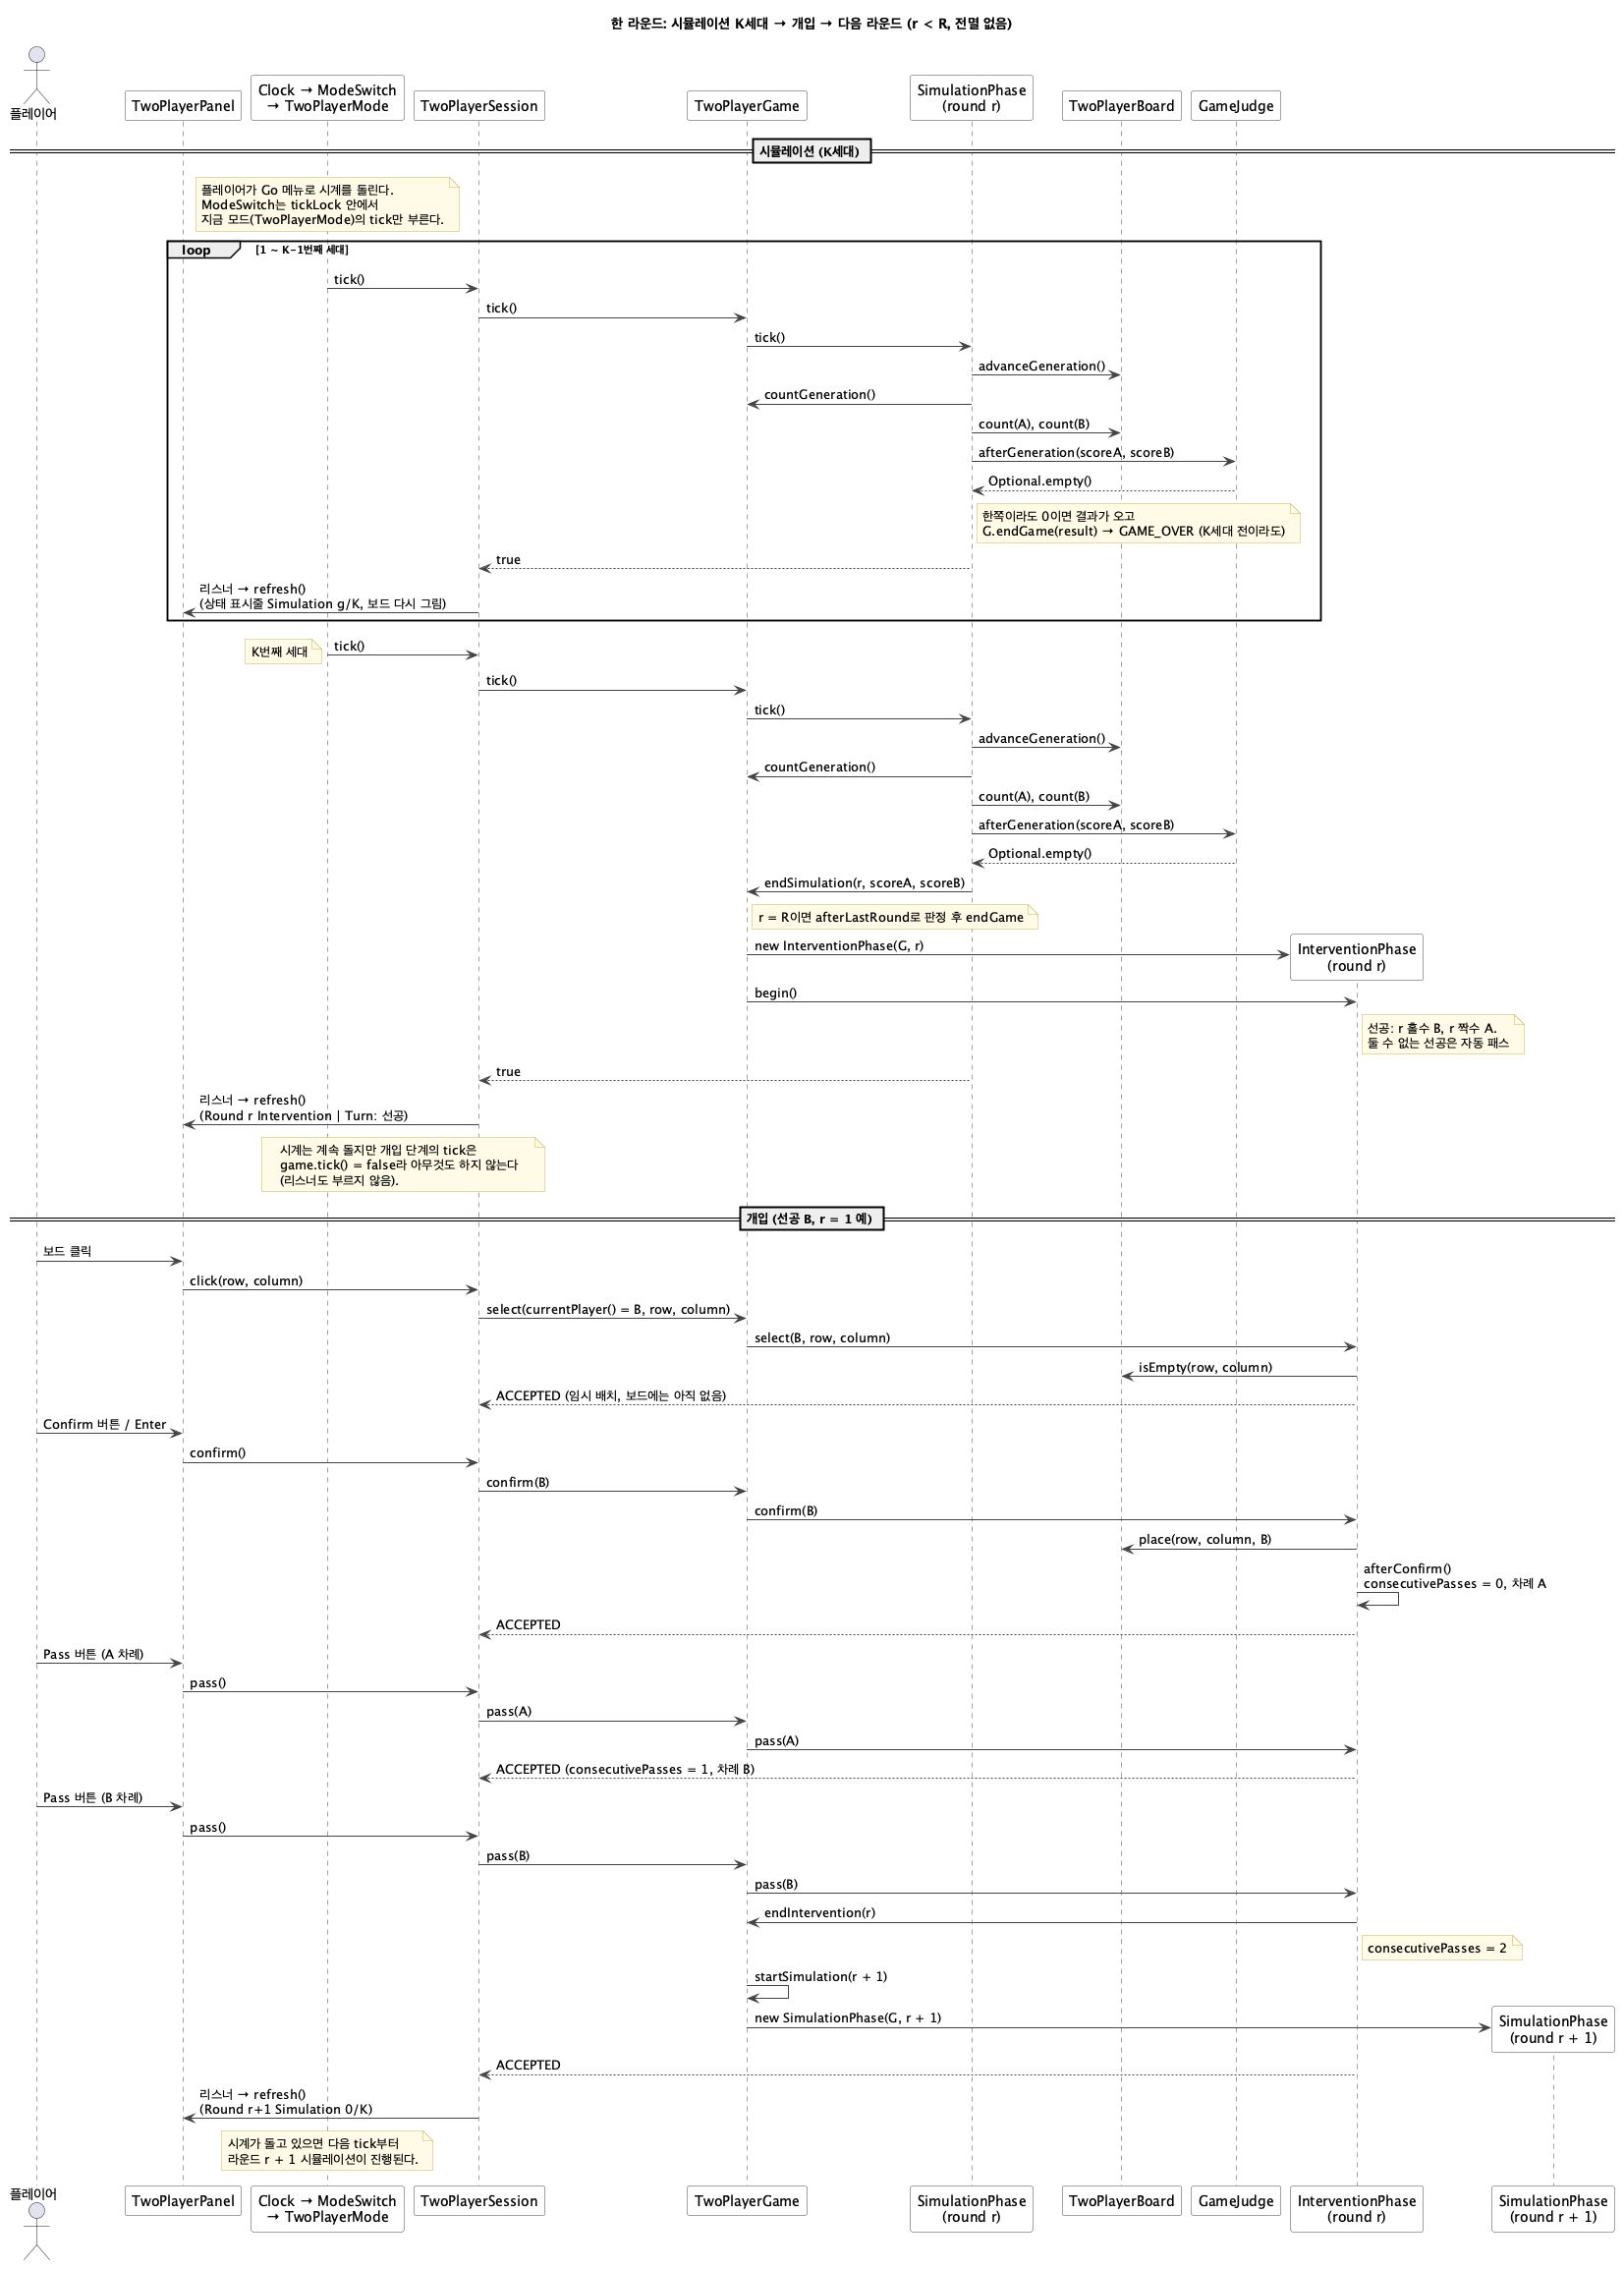 한 라운드: 시뮬레이션 K세대 → 개입 → 다음 라운드 (r < R, 전멸 없음)
플레이어
TwoPlayerPanel
Clock → ModeSwitch
→ TwoPlayerMode
TwoPlayerSession
TwoPlayerGame
SimulationPhase
(round r)
TwoPlayerBoard
GameJudge
시뮬레이션 (K세대)
플레이어가 Go 메뉴로 시계를 돌린다.
ModeSwitch는 tickLock 안에서
지금 모드(TwoPlayerMode)의 tick만 부른다.
loop
[1 ~ K-1번째 세대]
tick()
tick()
tick()
advanceGeneration()
countGeneration()
count(A), count(B)
afterGeneration(scoreA, scoreB)
Optional.empty()
한쪽이라도 0이면 결과가 오고
G.endGame(result) → GAME_OVER (K세대 전이라도)
true
리스너 → refresh()
(상태 표시줄 Simulation g/K, 보드 다시 그림)
K번째 세대
tick()
tick()
tick()
advanceGeneration()
countGeneration()
count(A), count(B)
afterGeneration(scoreA, scoreB)
Optional.empty()
endSimulation(r, scoreA, scoreB)
r = R이면 afterLastRound로 판정 후 endGame
new InterventionPhase(G, r)
InterventionPhase
(round r)
begin()
선공: r 홀수 B, r 짝수 A.
둘 수 없는 선공은 자동 패스
true
리스너 → refresh()
(Round r Intervention | Turn: 선공)
시계는 계속 돌지만 개입 단계의 tick은
game.tick() = false라 아무것도 하지 않는다
(리스너도 부르지 않음).
개입 (선공 B, r = 1 예)
보드 클릭
click(row, column)
select(currentPlayer() = B, row, column)
select(B, row, column)
isEmpty(row, column)
ACCEPTED (임시 배치, 보드에는 아직 없음)
Confirm 버튼 / Enter
confirm()
confirm(B)
confirm(B)
place(row, column, B)
afterConfirm()
consecutivePasses = 0, 차례 A
ACCEPTED
Pass 버튼 (A 차례)
pass()
pass(A)
pass(A)
ACCEPTED (consecutivePasses = 1, 차례 B)
Pass 버튼 (B 차례)
pass()
pass(B)
pass(B)
endIntervention(r)
consecutivePasses = 2
startSimulation(r + 1)
new SimulationPhase(G, r + 1)
SimulationPhase
(round r + 1)
ACCEPTED
리스너 → refresh()
(Round r+1 Simulation 0/K)
시계가 돌고 있으면 다음 tick부터
라운드 r + 1 시뮬레이션이 진행된다.
플레이어
TwoPlayerPanel
Clock → ModeSwitch
→ TwoPlayerMode
TwoPlayerSession
TwoPlayerGame
SimulationPhase
(round r)
TwoPlayerBoard
GameJudge
InterventionPhase
(round r)
SimulationPhase
(round r + 1)